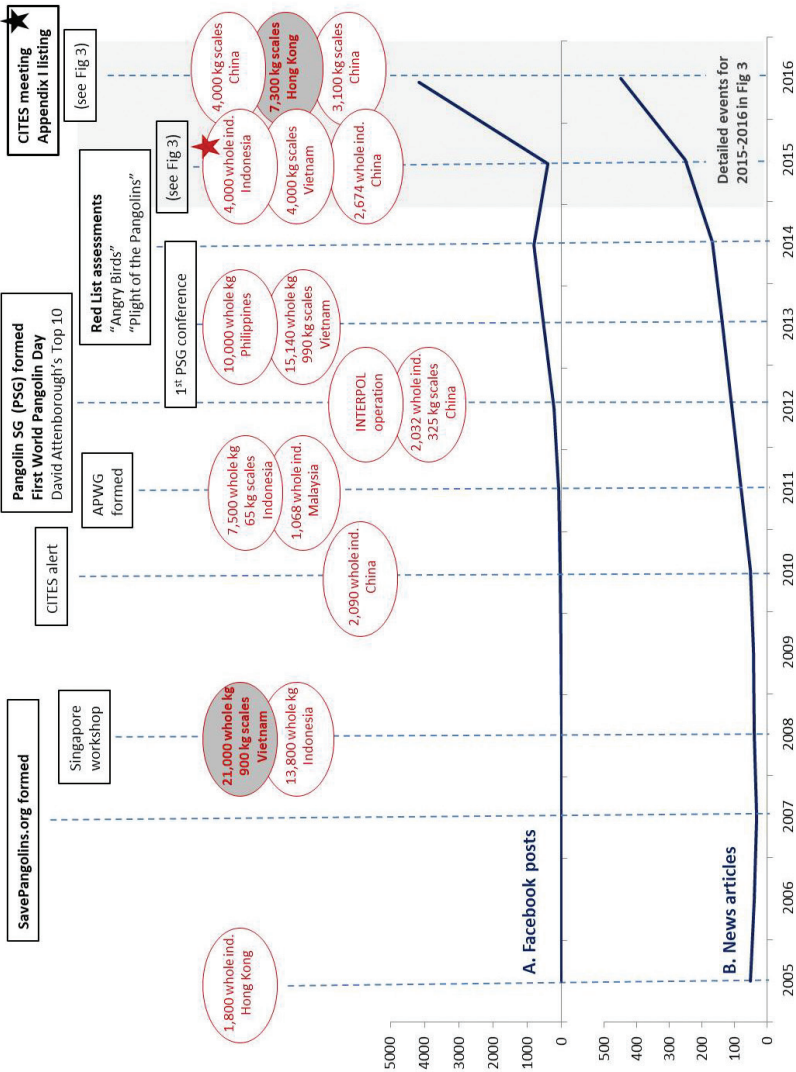 SavePangolins.org formed
Singapore
workshop
CITES alert
APWG
formed
Pangolin SG (PSG) formed
First World Pangolin Day
David Attenborough's Top 10
1st PSG conference
Red List assessments
"Angry Birds"
"Plight of the Pangolins"
(see Fig 3)
CITES meeting
Appendix I listing
(see Fig 3)
1,800 whole ind.
Hong Kong
21,000 whole kg
900 kg scales
Vietnam
13,800 whole kg
Indonesia
2,090 whole ind.
China
7,500 whole kg
65 kg scales
Indonesia
1,068 whole ind.
Malaysia
INTERPOL
operation
2,032 whole ind.
325 kg scales
China
10,000 whole kg
Philippines
15,140 whole kg
990 kg scales
Vietnam
4,000 whole ind.
Indonesia
4,000 kg scales
Vietnam
2,674 whole ind.
China
4,000 kg scales
China
7,300 kg scales
Hong Kong
3,100 kg scales
China
5000
4000
3000
2000
1000
0
A. Facebook posts
500
400
300
200
100
0
B. News articles
Detailed events for
2015-2016 in Fig 3
2005
2006
2007
2008
2009
2010
2011
2012
2013
2014
2015
2016